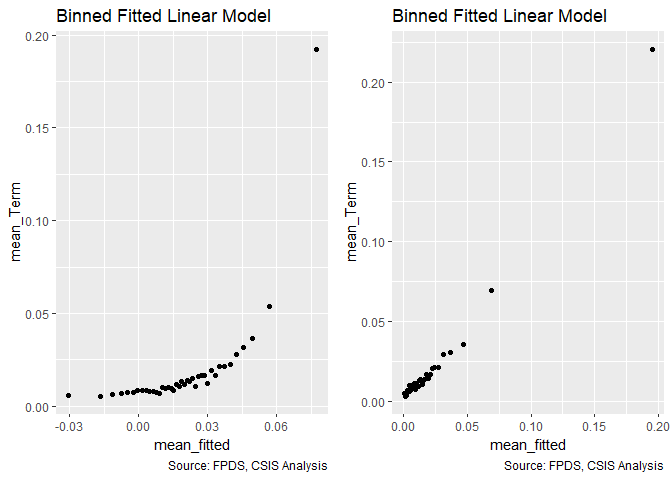 Binned Fitted Linear Model
mean_Term
0.20
0.15
0.10
0.05
0.00
-0.03
0.00
0.03
0.06
mean_fitted
Source: FPDS, CSIS Analysis
Binned Fitted Linear Model
mean_Term
0.20
0.15
0.10
0.05
0.00
0.00
0.05
0.10
0.15
0.20
mean_fitted
Source: FPDS, CSIS Analysis